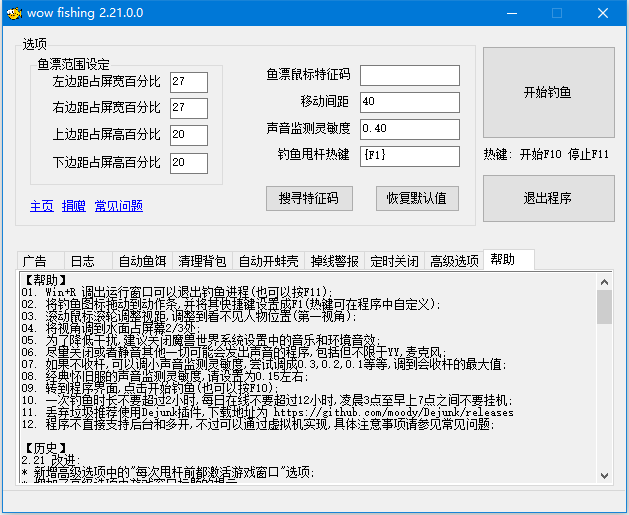 wow fishing 2.21.0.0
选项
鱼漂范围设定
左边距占屏宽百分比 27
右边距占屏宽百分比 27
上边距占屏高百分比 20
下边距占屏高百分比 20
主页 捐赠 常见问题
鱼漂鼠标特征码
移动间距 40
声音监测灵敏度 0.40
钓鱼甩杆热键 {F1}
搜寻特征码 恢复默认值
开始钓鱼
热键: 开始F10 停止F11
退出程序
广告 日志 自动鱼饵 清理背包 自动开蚌壳 掉线警报 定时关闭 高级选项 帮助
【帮助】
01. Win+R 调出运行窗口可以退出钓鱼进程(也可以按F11);
02. 将钓鱼图标拖动到动作条,并将其快捷键设置成F1(热键可在程序中自定义);
03. 滚动鼠标滚轮调整视距,调整到看不见人物位置(第一视角);
04. 将视角调到水面占屏幕2/3处;
05. 为了降低干扰,建议关闭魔兽世界系统设置中的音乐和环境音效;
06. 尽量关闭或者静音其他一切可能会发出声音的程序,包括但不限于YY,麦克风;
07. 如果不收杆,可以调小声音监测灵敏度,尝试调成0.3,0.2,0.1等等,调到会收杆的最大值;
08. 经典怀旧服的声音监测灵敏度,请设置为0.15左右;
09. 转到程序界面,点击开始钓鱼(也可以按F10);
10. 一次钓鱼时长不要超过2小时,每日在线不要超过12小时,凌晨3点至早上7点之间不要挂机;
11. 丢弃垃圾推荐使用Dejunk插件,下载地址为 https://github.com/moody/Dejunk/releases
12. 程序不直接支持后台和多开,不过可以通过虚拟机实现,具体注意事项请参见常见问题;
【历史】
2.21 改进:
* 新增高级选项中的"每次甩杆前都激活游戏窗口"选项;